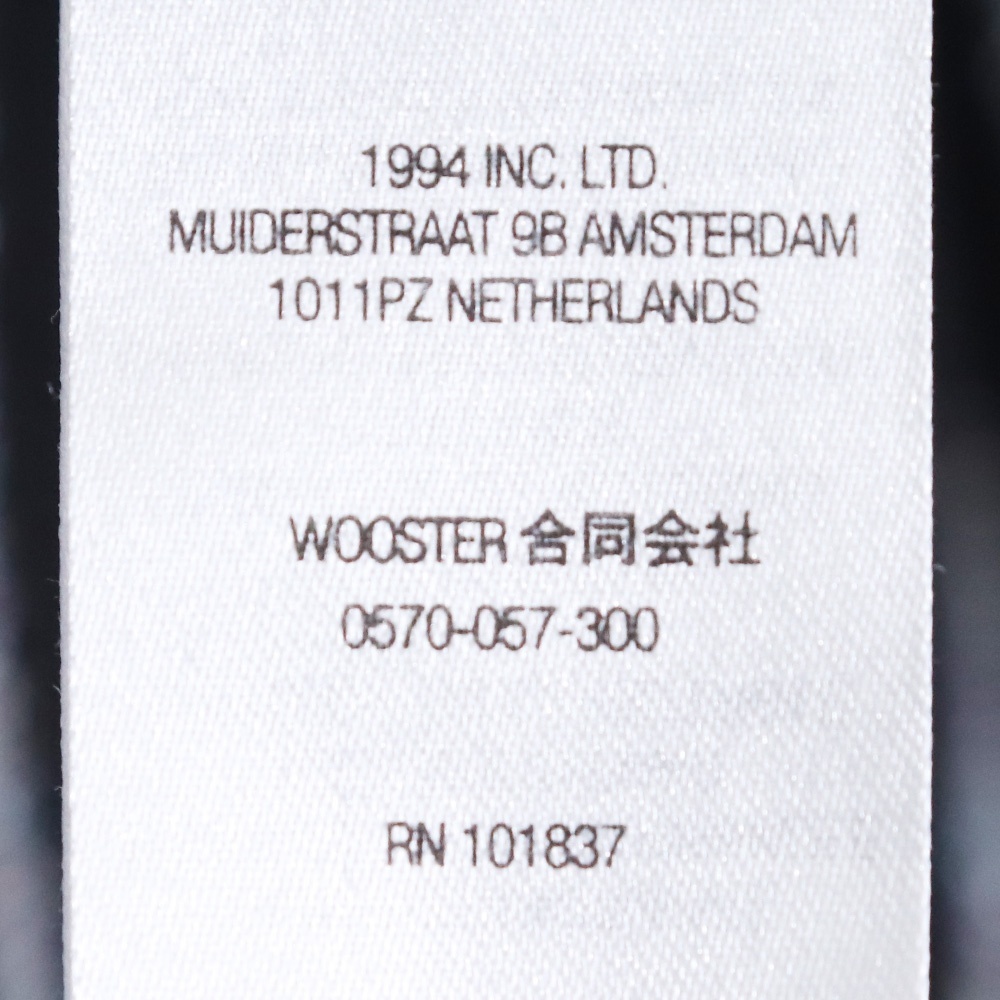 1994 INC. LTD.
MUIDERSTRAAT 9B AMSTERDAM
1011PZ NETHERLANDS
WOOSTER 合同会社
0570-057-300
RN 101837